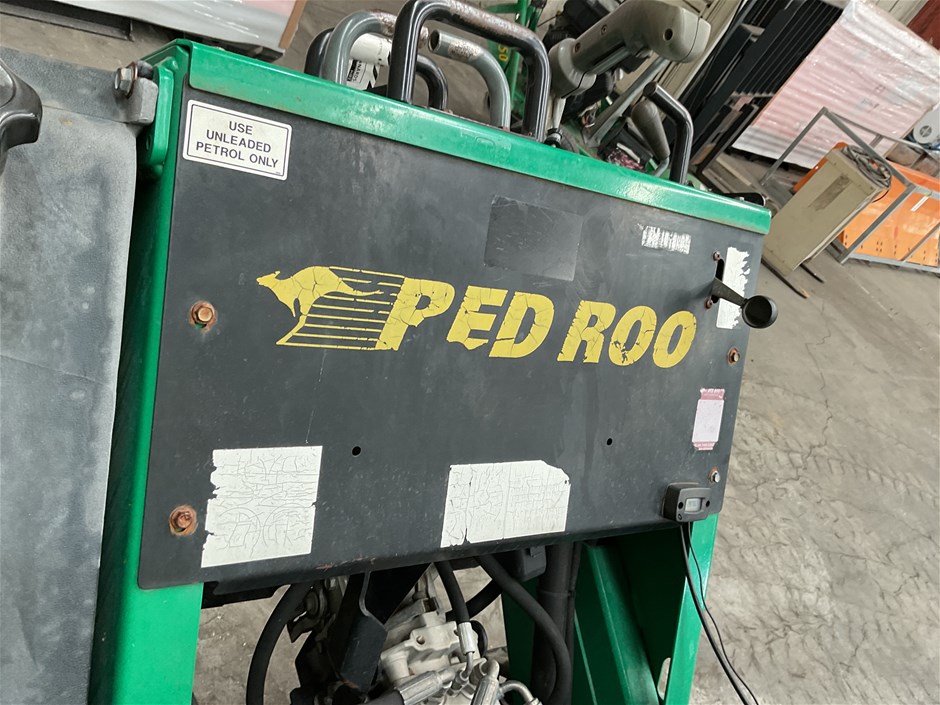 USE
UNLEADED
PETROL ONLY
PED ROO